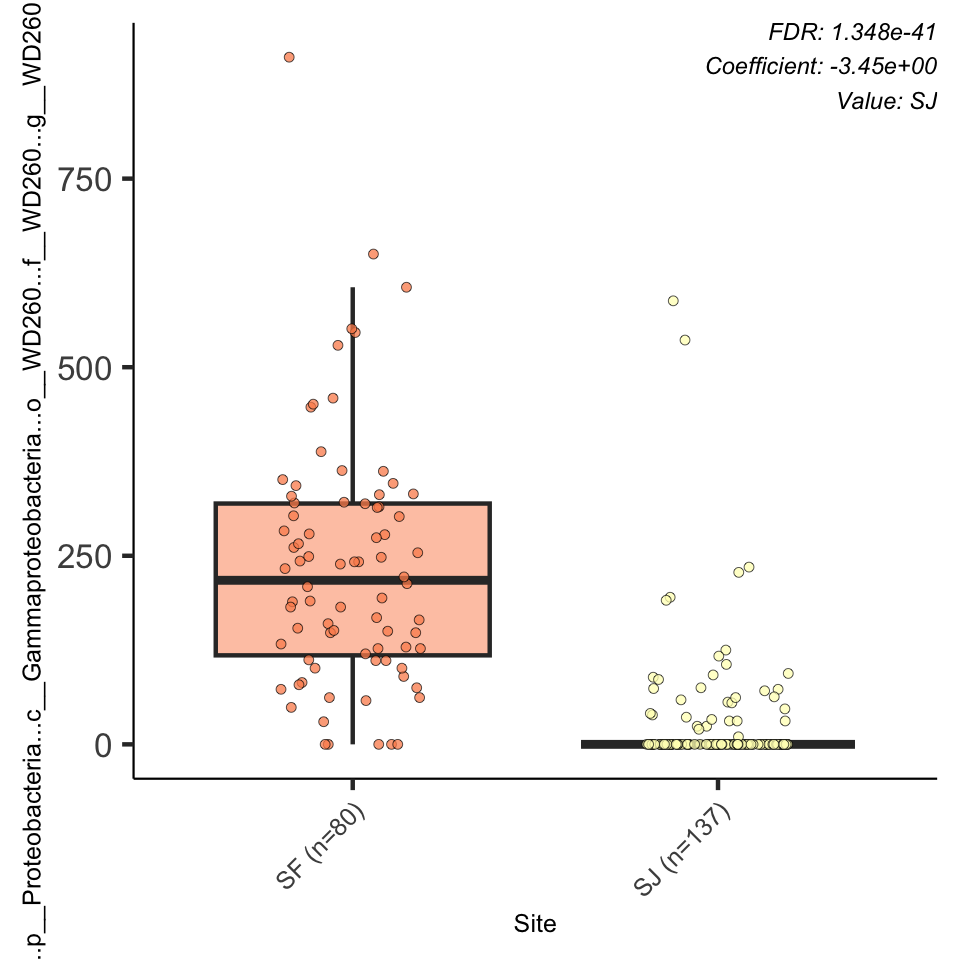 FDR: 1.348e-41
Coefficient: -3.45e+00
Value: SJ
..p__Proteobacteria.c__Gammaproteobacteria...o__WD260...f__WD260...g__WD260
750
500
250
0
SF (n=80)
SJ (n=137)
Site